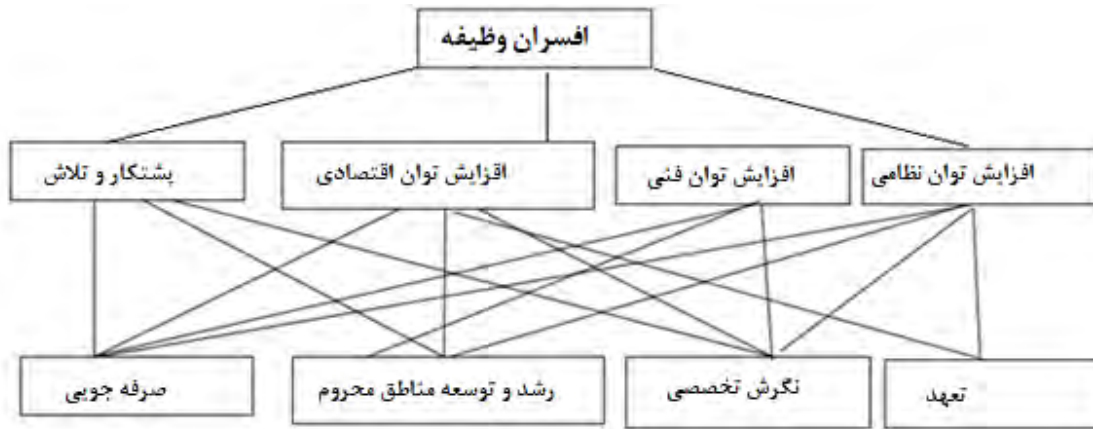 افسران وظیفه
افزایش توان نظامی
افزایش توان فنی
افزایش توان اقتصادی
پشتکار و تلاش
تعهد
نگرش تخصصی
رشد و توسعه مناطق محروم
صرفه جویی